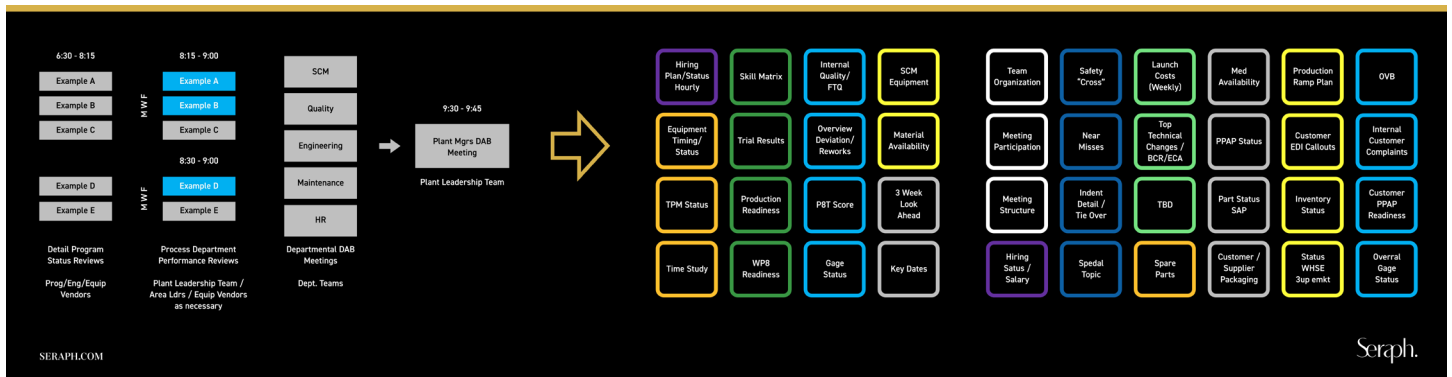 6:30 - 8:15
Example A
Example B
Example C
MWF
Example D
Example E
MWF
Detail Program
Status Reviews
Prog/Eng/Equip
Vendors
8:15 - 9:00
Example A
Example B
Example C
8:30 - 9:00
Example D
Example E
Process Department
Performance Reviews
Plant Leadership Team /
Area Ldrs / Equip Vendors
as necessary
SCM
Quality
Engineering
Maintenance
HR
Departmental DAB
Meetings
Dept. Teams
9:30 - 9:45
Plant Mgrs DAB
Meeting
Plant Leadership Team
Hiring
Plan/Status
Hourly
Skill Matrix
Internal
Quality/
FTQ
SCM
Equipment
Equipment
Timing/
Status
Trial Results
Overview
Deviation/
Reworks
Material
Availability
TPM Status
Production
Readiness
P8T Score
3 Week
Look
Ahead
Time Study
WP8
Readiness
Gage
Status
Key Dates
Team
Organization
Safety
"Cross"
Launch
Costs
(Weekly)
Med
Availability
Production
Ramp Plan
OVB
Meeting
Participation
Near
Misses
Top
Technical
Changes /
BCR/ECA
PPAP Status
Customer
EDI Callouts
Internal
Customer
Complaints
Meeting
Structure
Indent
Detail /
Tie Over
TBD
Part Status
SAP
Inventory
Status
Customer
PPAP
Readiness
Hiring
Satus /
Salary
Spedal
Topic
Spare
Parts
Customer /
Supplier
Packaging
Status
WHSE
3up emkt
Overral
Gage
Status
SERAPH.COM
Seraph.